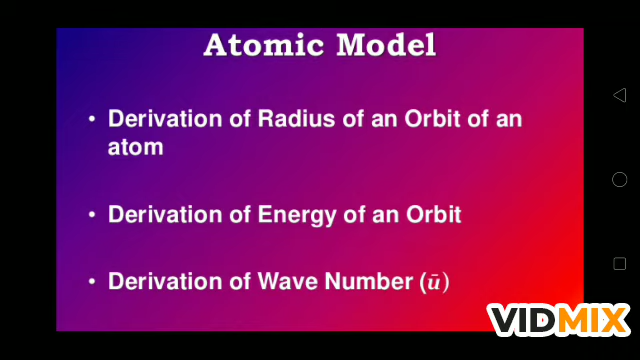 Atomic Model
• Derivation of Radius of an Orbit of an
atom
• Derivation of Energy of an Orbit
• Derivation of Wave Number (ū)
VIDMIX